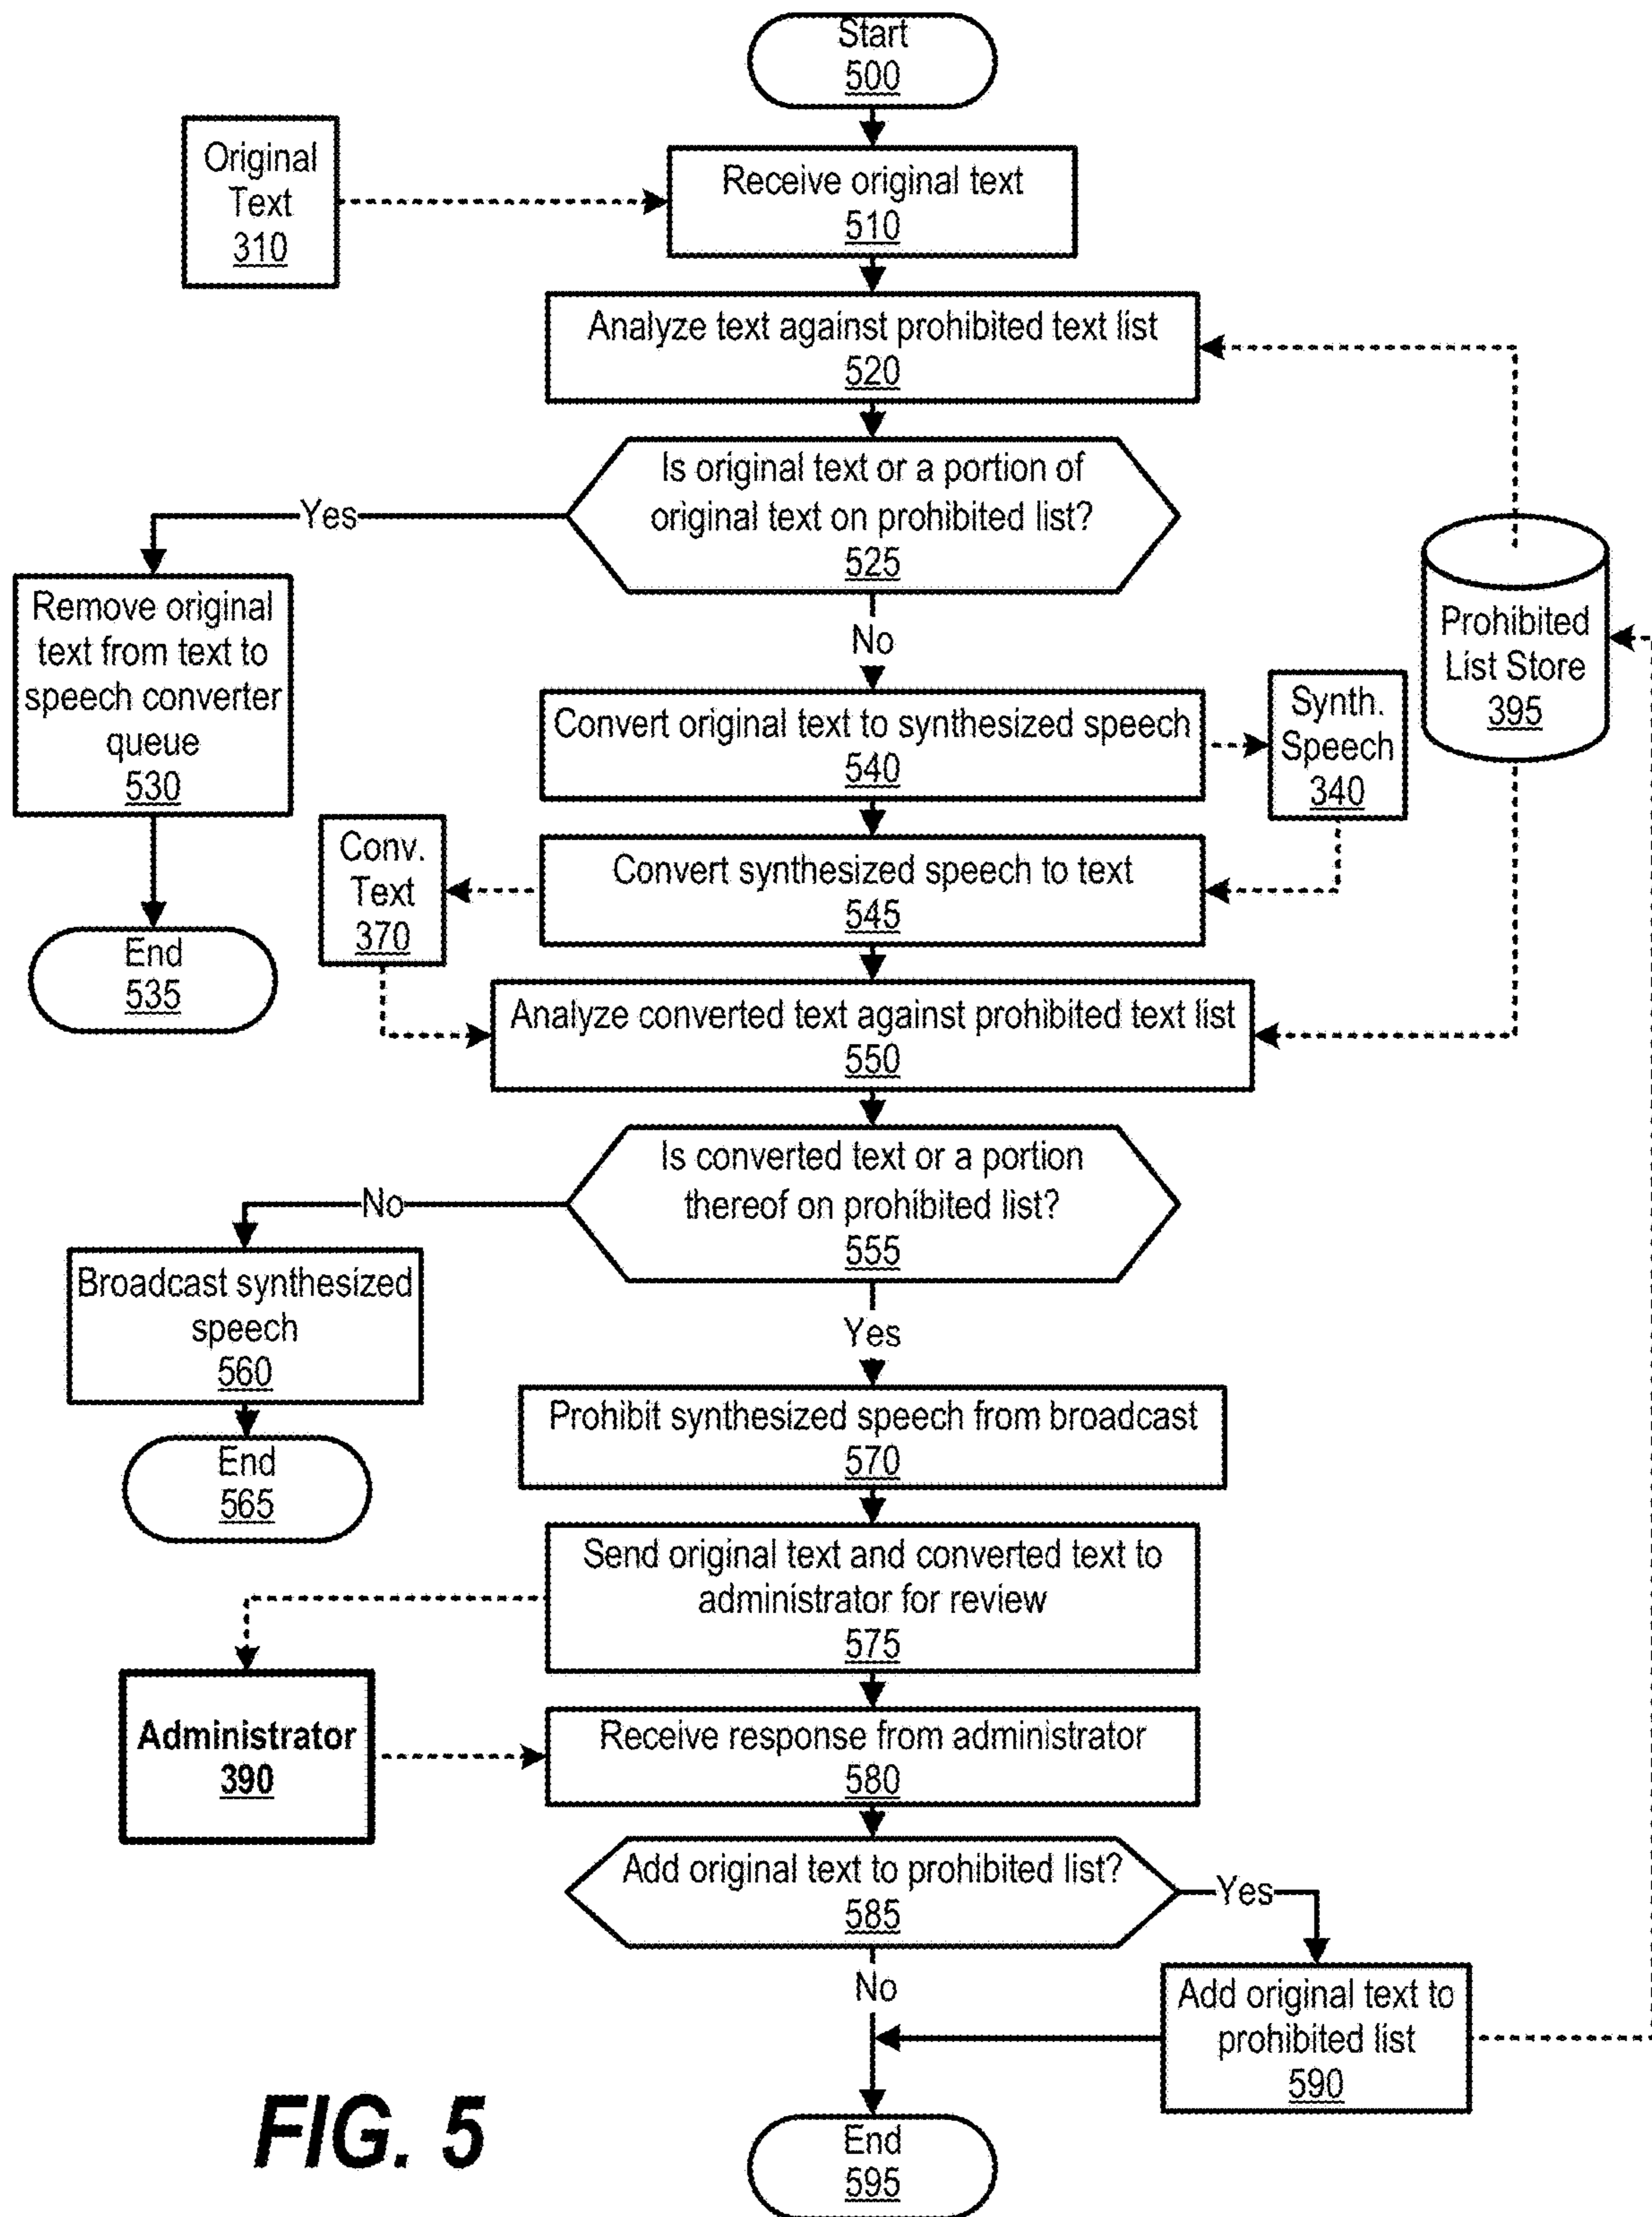 Start
500
Original
Text
310
Receive original text
510
Analyze text against prohibited text list
520
Is original text or a portion of
original text on prohibited list?
525
Yes
No
Remove original
text from text to
speech converter
queue
530
End
535
Prohibited
List Store
395
Convert original text to synthesized speech
540
Synth.
Speech
340
Conv.
Text
370
Convert synthesized speech to text
545
Analyze converted text against prohibited text list
550
Is converted text or a portion
thereof on prohibited list?
555
No
Yes
Broadcast synthesized
speech
560
End
565
Prohibit synthesized speech from broadcast
570
Send original text and converted text to
administrator for review
575
Administrator
390
Receive response from administrator
580
Add original text to prohibited list?
585
Yes
No
Add original text to
prohibited list
590
End
595
FIG. 5